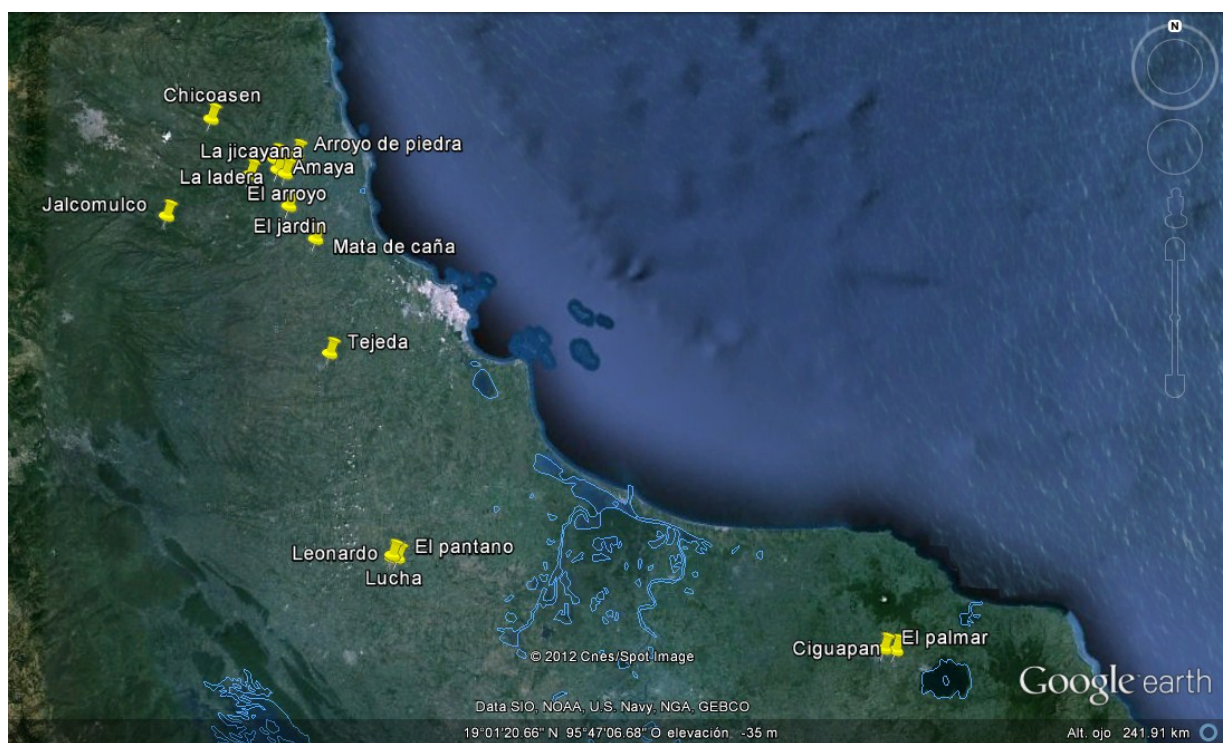 N
Chicoasen
Arroyo de piedra
La jicayana
Amaya
La ladera
El arroyo
Jalcomulco
El jardin
Mata de caña
Tejeda
Leonardo
El pantano
Lucha
Ciguapan
El palmar
© 2012 Cnes/Spot Image
Google earth
Data SIO, NOAA, U.S. Navy, NGA, GEBCO
19°01'20.66" N 95°47'06.68" O elevación -35 m
Alt. ojo 241.91 km